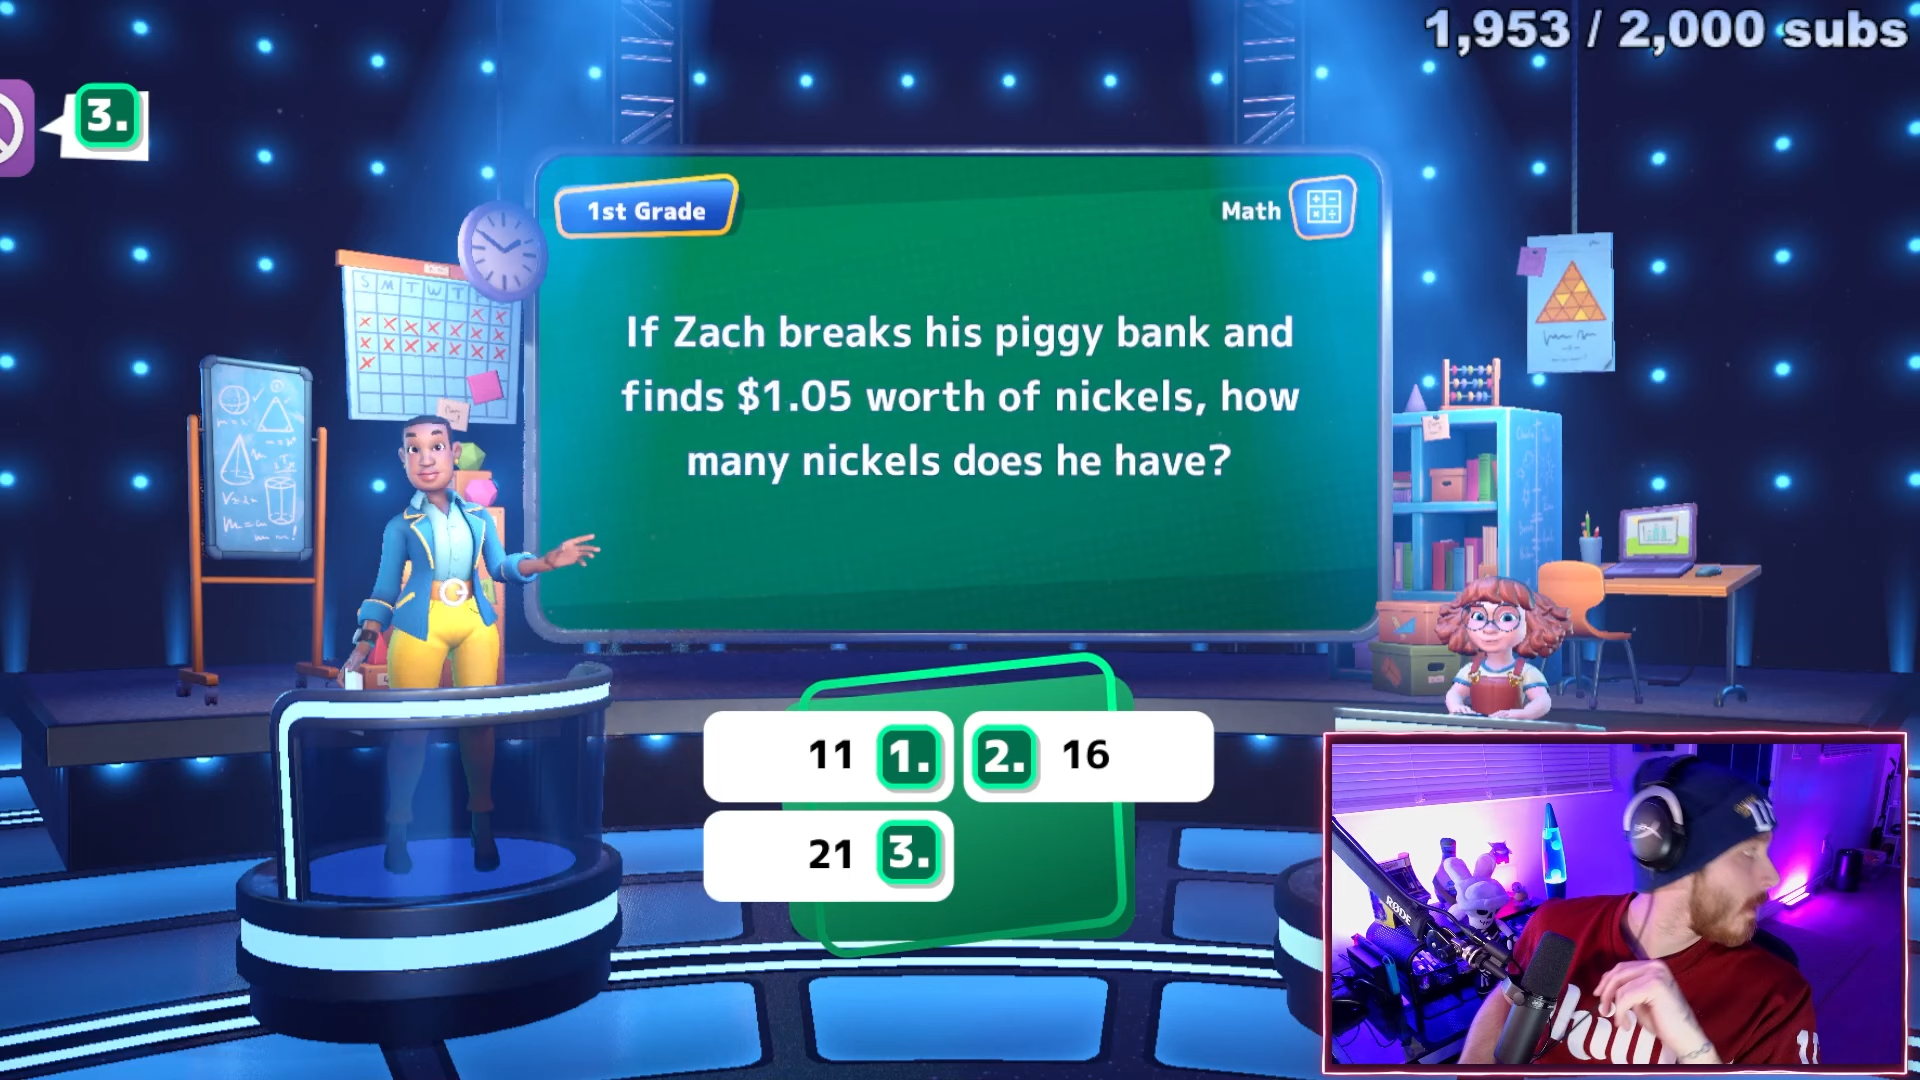 1,953 / 2,000 subs
3.
1st Grade
Math
If Zach breaks his piggy bank and
finds $1.05 worth of nickels, how
many nickels does he have?
S M T W T
11 1. 2. 16
21 3.
RØDE